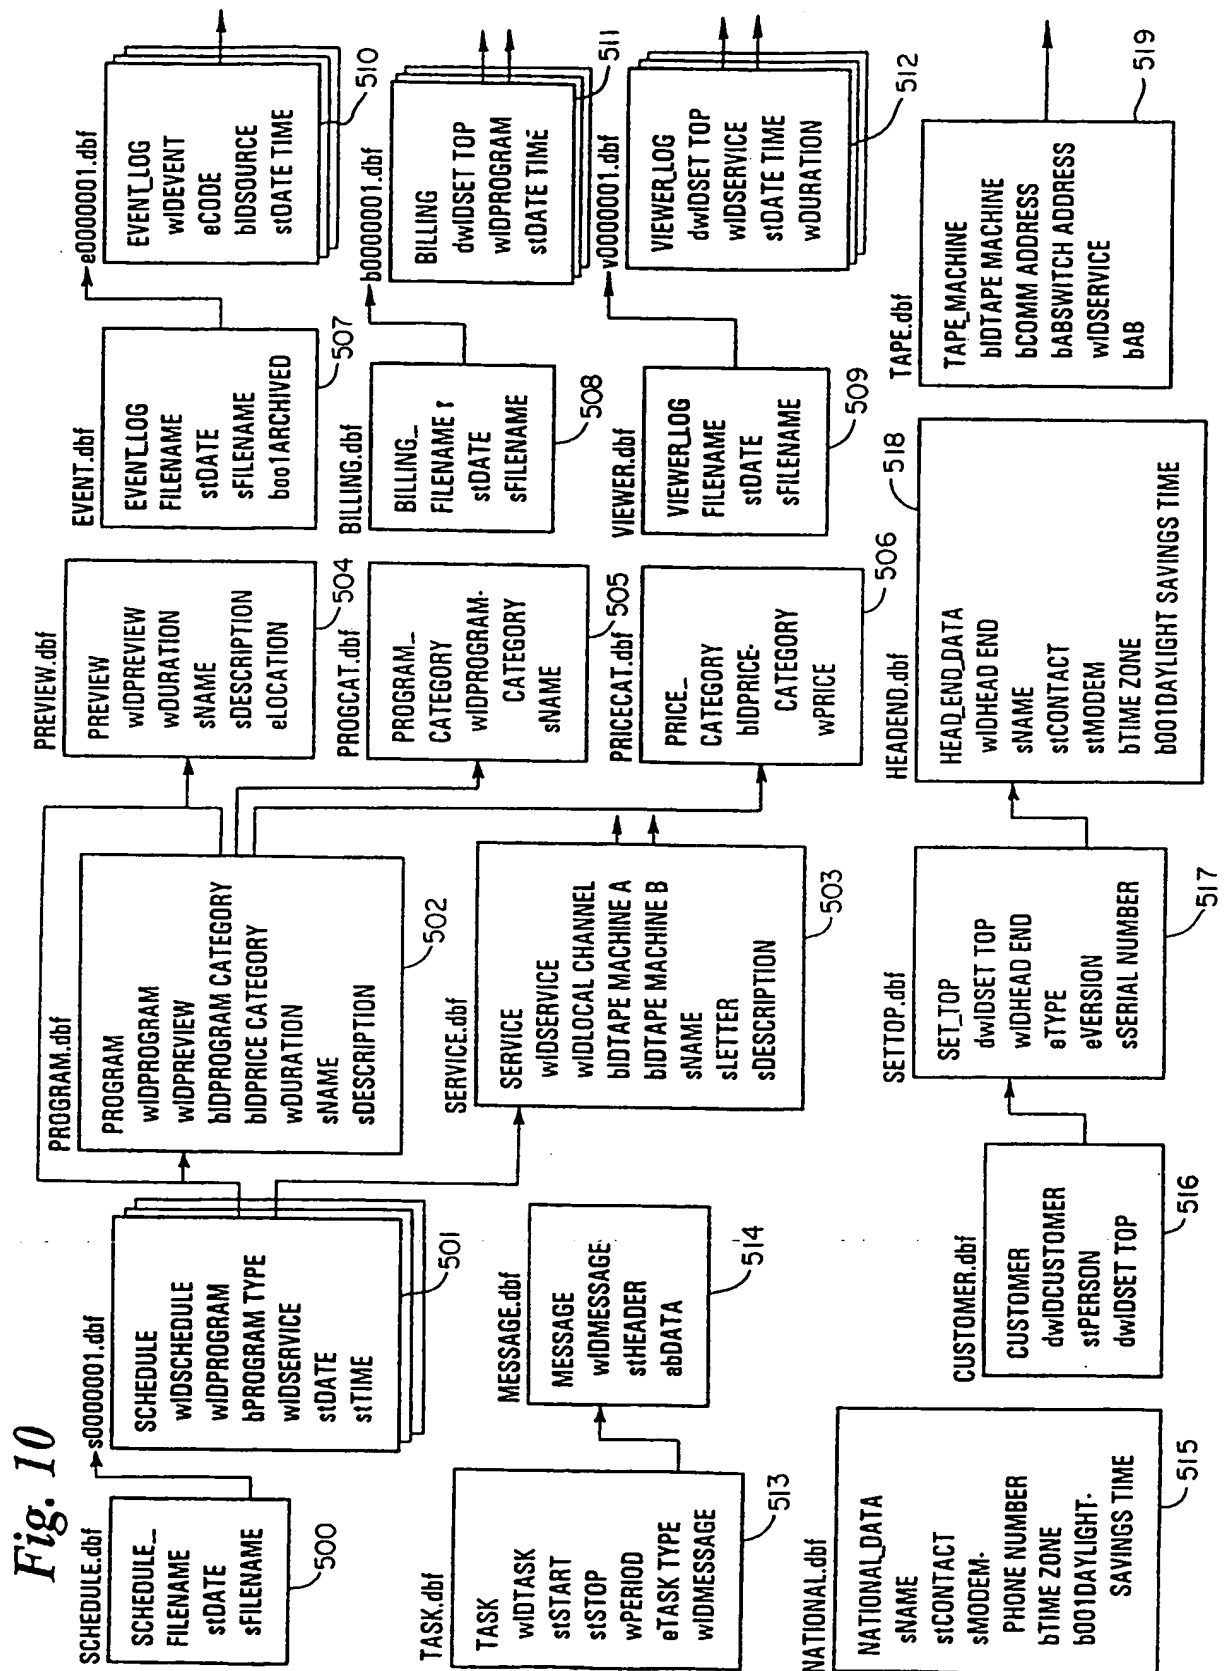 Fig. 10
SCHEDULE.dbf
SCHEDULE_
FILENAME
stDATE
sFILENAME
500
s0000001.dbf
SCHEDULE
wIDSCHEDULE
wIDPROGRAM
bPROGRAM TYPE
wIDSERVICE
stDATE
stTIME
501
PROGRAM.dbf
PROGRAM
wIDPROGRAM
wIDPREVIEW
bIDPROGRAM CATEGORY
bIDPRICE CATEGORY
wDURATION
sNAME
sDESCRIPTION
502
SERVICE.dbf
SERVICE
wIDSERVICE
wIDLOCAL CHANNEL
bIDTAPE MACHINE A
bIDTAPE MACHINE B
sNAME
sLETTER
sDESCRIPTION
503
PREVIEW.dbf
PREVIEW
wIDPREVIEW
wDURATION
sNAME
sDESCRIPTION
eLOCATION
504
PROGCAT.dbf
PROGRAM_
CATEGORY
wIDPROGRAM-
CATEGORY
sNAME
505
PRICECAT.dbf
PRICE_
CATEGORY
bIDPRICE-
CATEGORY
wPRICE
506
EVENT.dbf
EVENT_LOG
FILENAME
stDATE
sFILENAME
boo1ARCHIVED
507
BILLING.dbf
BILLING_
FILENAME
stDATE
sFILENAME
508
VIEWER.dbf
VIEWER_LOG
FILENAME
stDATE
sFILENAME
509
e0000001.dbf
EVENT_LOG
wIDEVENT
eCODE
bIDSOURCE
stDATE TIME
510
b0000001.dbf
BILLING
dwIDSET TOP
wIDPROGRAM
stDATE TIME
511
v0000001.dbf
VIEWER_LOG
dwIDSET TOP
wIDSERVICE
stDATE TIME
wDURATION
512
TASK.dbf
TASK
wIDTASK
stSTART
stSTOP
wPERIOD
eTASK TYPE
wIDMESSAGE
513
MESSAGE.dbf
MESSAGE
wIDMESSAGE
stHEADER
abDATA
514
NATIONAL.dbf
NATIONAL_DATA
sNAME
stCONTACT
sMODEM-
PHONE NUMBER
bTIME ZONE
b001DAYLIGHT-
SAVINGS TIME
515
CUSTOMER.dbf
CUSTOMER
dwIDCUSTOMER
stPERSON
dwIDSET TOP
516
SETTOP.dbf
SET_TOP
dwIDSET TOP
wIDHEAD END
eTYPE
eVERSION
sSERIAL NUMBER
517
HEADEND.dbf
HEAD_END_DATA
wIDHEAD END
sNAME
stCONTACT
stMODEM
bTIME ZONE
b001DAYLIGHT SAVINGS TIME
518
TAPE.dbf
TAPE_MACHINE
bIDTAPE MACHINE
bCOMM ADDRESS
bABSWITCH ADDRESS
wIDSERVICE
bAB
519